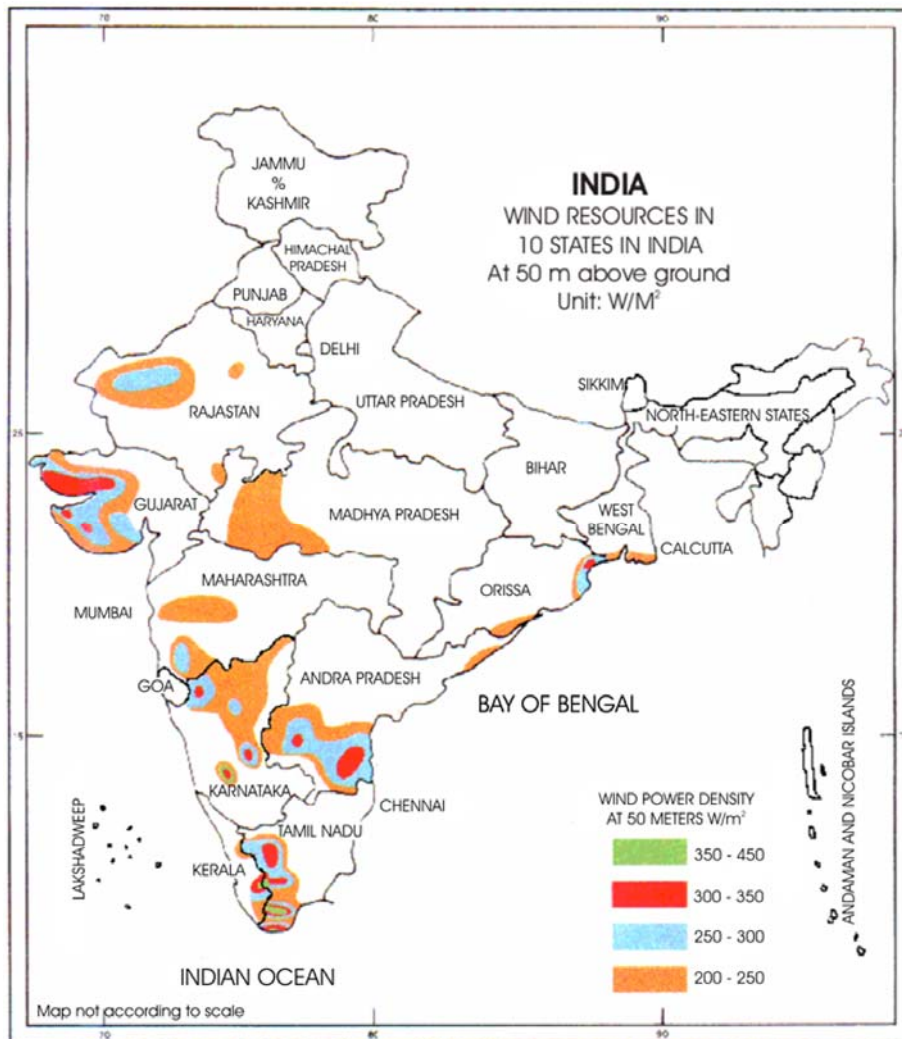 70
80
90
JAMMU
%
KASHMIR
INDIA
WIND RESOURCES IN
10 STATES IN INDIA
At 50 m above ground
Unit: W/M²
HIMACHAL
PRADESH
PUNJAB
HARYANA
DELHI
SIKKIM
RAJASTAN
UTTAR PRADESH
NORTH-EASTERN STATES
25
BIHAR
GUJARAT
MADHYA PRADESH
WEST
BENGAL
CALCUTTA
MAHARASHTRA
ORISSA
MUMBAI
GOA
ANDRA PRADESH
BAY OF BENGAL
ANDAMAN AND NICOBAR ISLANDS
KARNATAKA
CHENNAI
LAKSHADWEEP
TAMIL NADU
KERALA
WIND POWER DENSITY
AT 50 METERS W/m²
350 - 450
300 - 350
250 - 300
200 - 250
INDIAN OCEAN
Map not according to scale
70
80
90